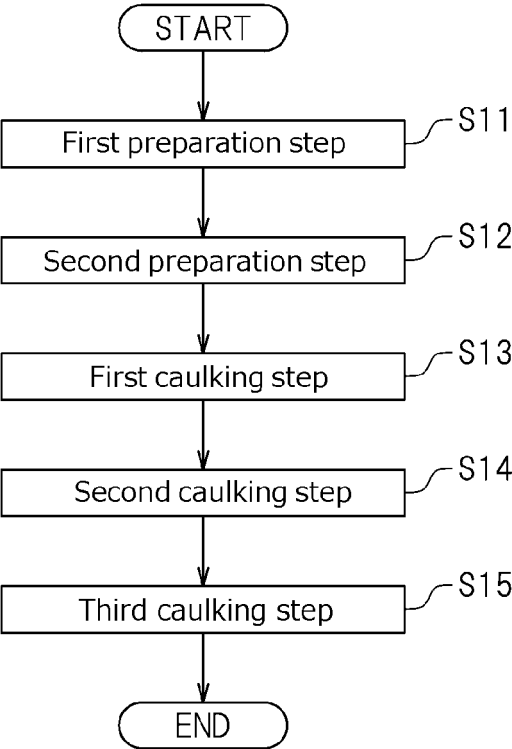 START
First preparation step
S11
Second preparation step
S12
First caulking step
S13
Second caulking step
S14
Third caulking step
S15
END